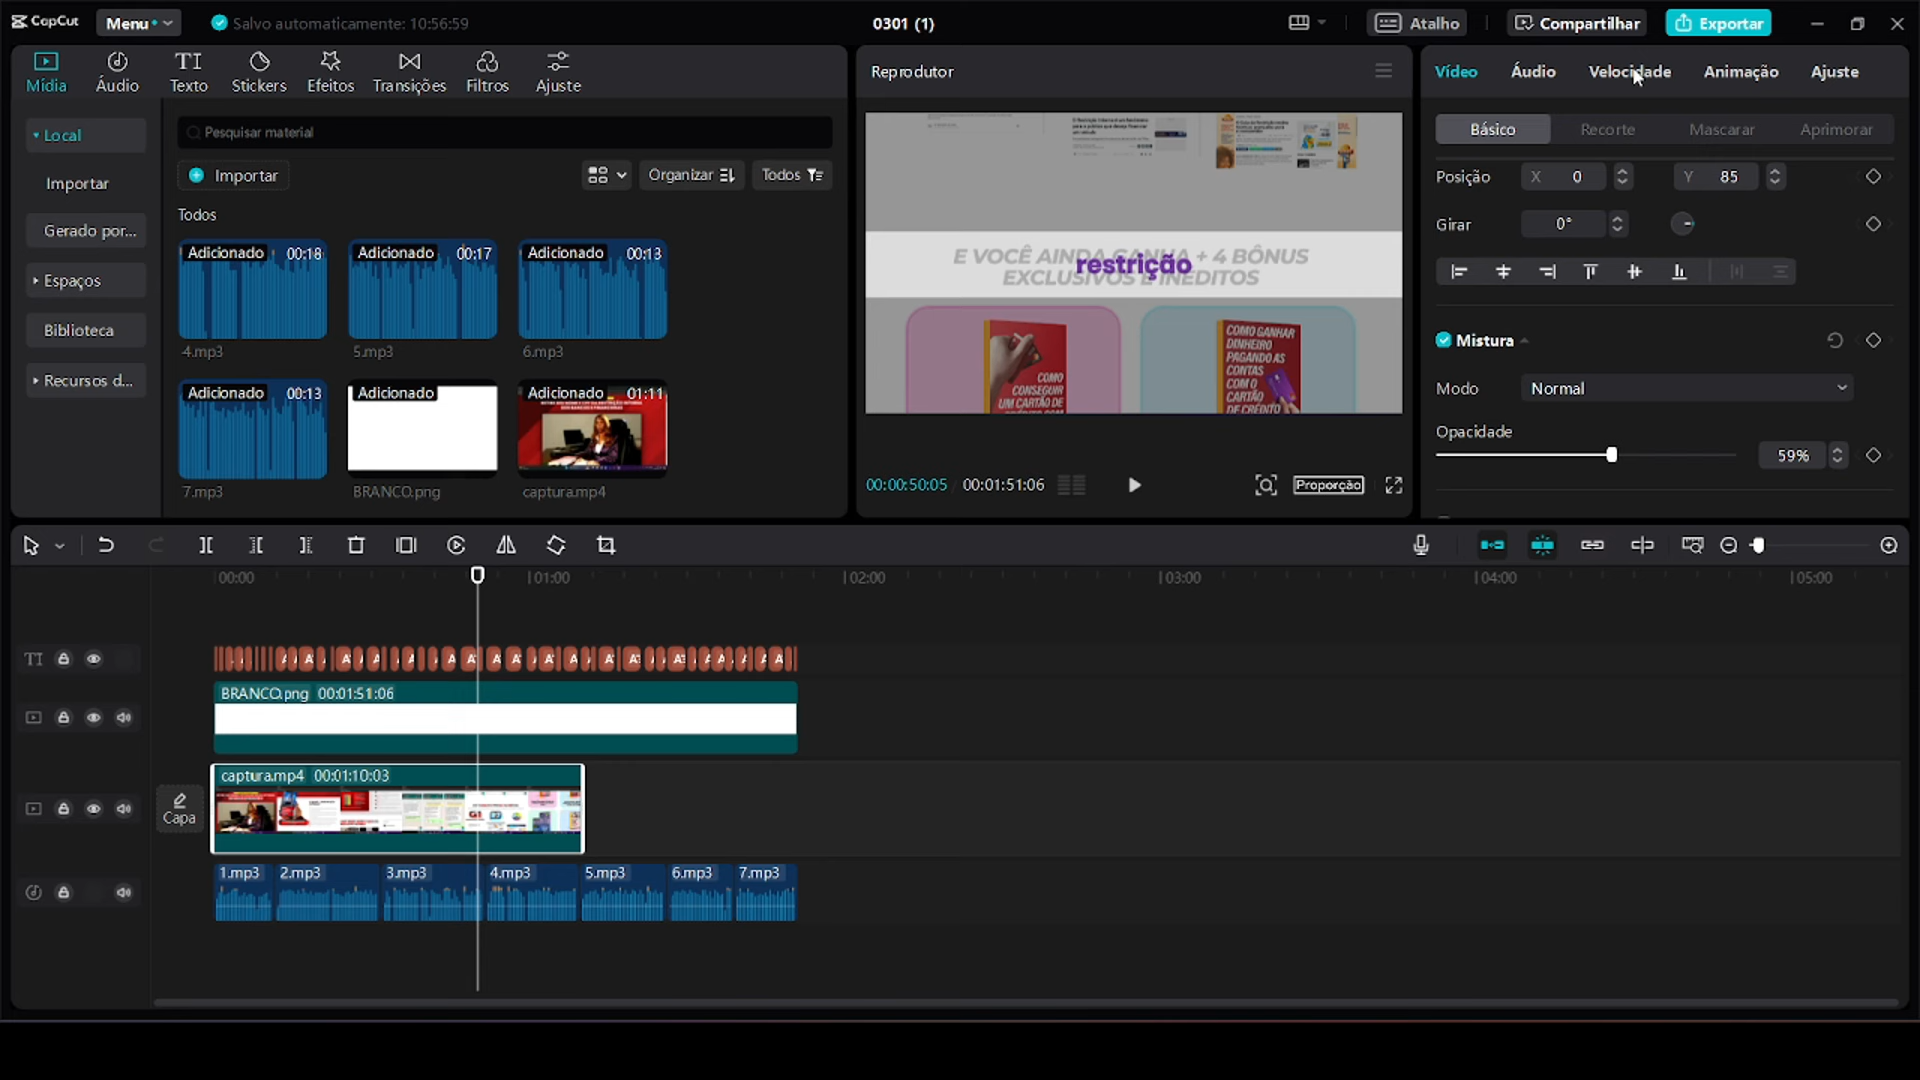 CapCut
Menu
Salvo automaticamente: 10:56:59
0301 (1)
Atalho
Compartilhar
Exportar
Mídia
Áudio
Texto
Stickers
Efeitos
Transições
Filtros
Ajuste
Local
Importar
Gerado por...
Espaços
Biblioteca
Recursos d...
Pesquisar material
Importar
Organizar
Todos
Todos
Adicionado 00:18
4.mp3
Adicionado 00:17
5.mp3
Adicionado 00:13
6.mp3
Adicionado 00:13
7.mp3
Adicionado
BRANCO.png
Adicionado 01:11
captura.mp4
Reprodutor
E VOCÊ AINDA GANHA + 4 BÔNUS
EXCLUSIVOS E INÉDITOS
restrição
COMO
CONSEGUIR
UM CARTÃO DE
CRÉDITO COM
COMO GANHAR
DINHEIRO
PAGANDO AS
CONTAS
COM O
CARTÃO
DE CRÉDITO
00:00:50:05
00:01:51:06
Proporção
Vídeo
Áudio
Velocidade
Animação
Ajuste
Básico
Recorte
Mascarar
Aprimorar
Posição
X 0
Y 85
Girar
0°
Mistura
Modo
Normal
Opacidade
59%
00:00
01:00
02:00
03:00
04:00
05:00
TI
BRANCO.png 00:01:51:06
captura.mp4 00:01:10:03
Capa
G1
1.mp3
2.mp3
3.mp3
4.mp3
5.mp3
6.mp3
7.mp3